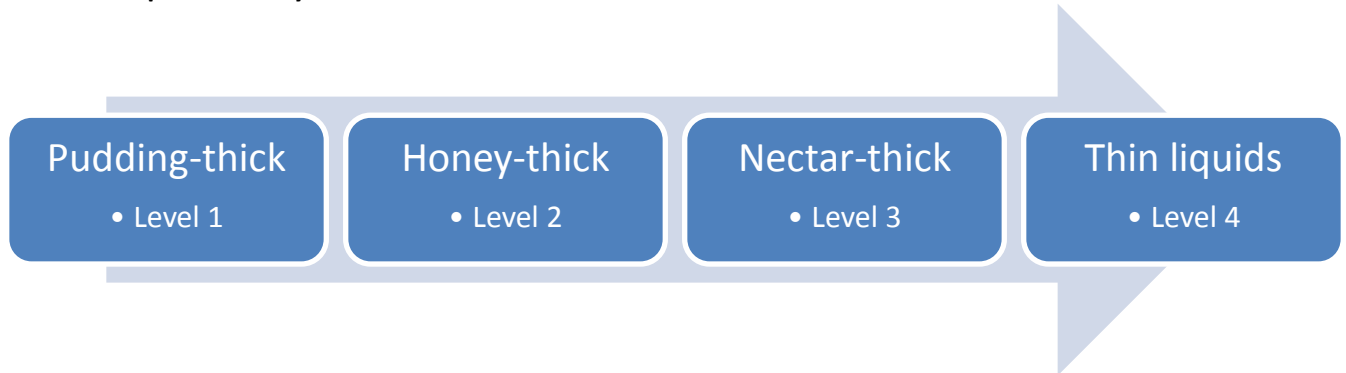 Pudding-thick
• Level 1
Honey-thick
• Level 2
Nectar-thick
• Level 3
Thin liquids
• Level 4